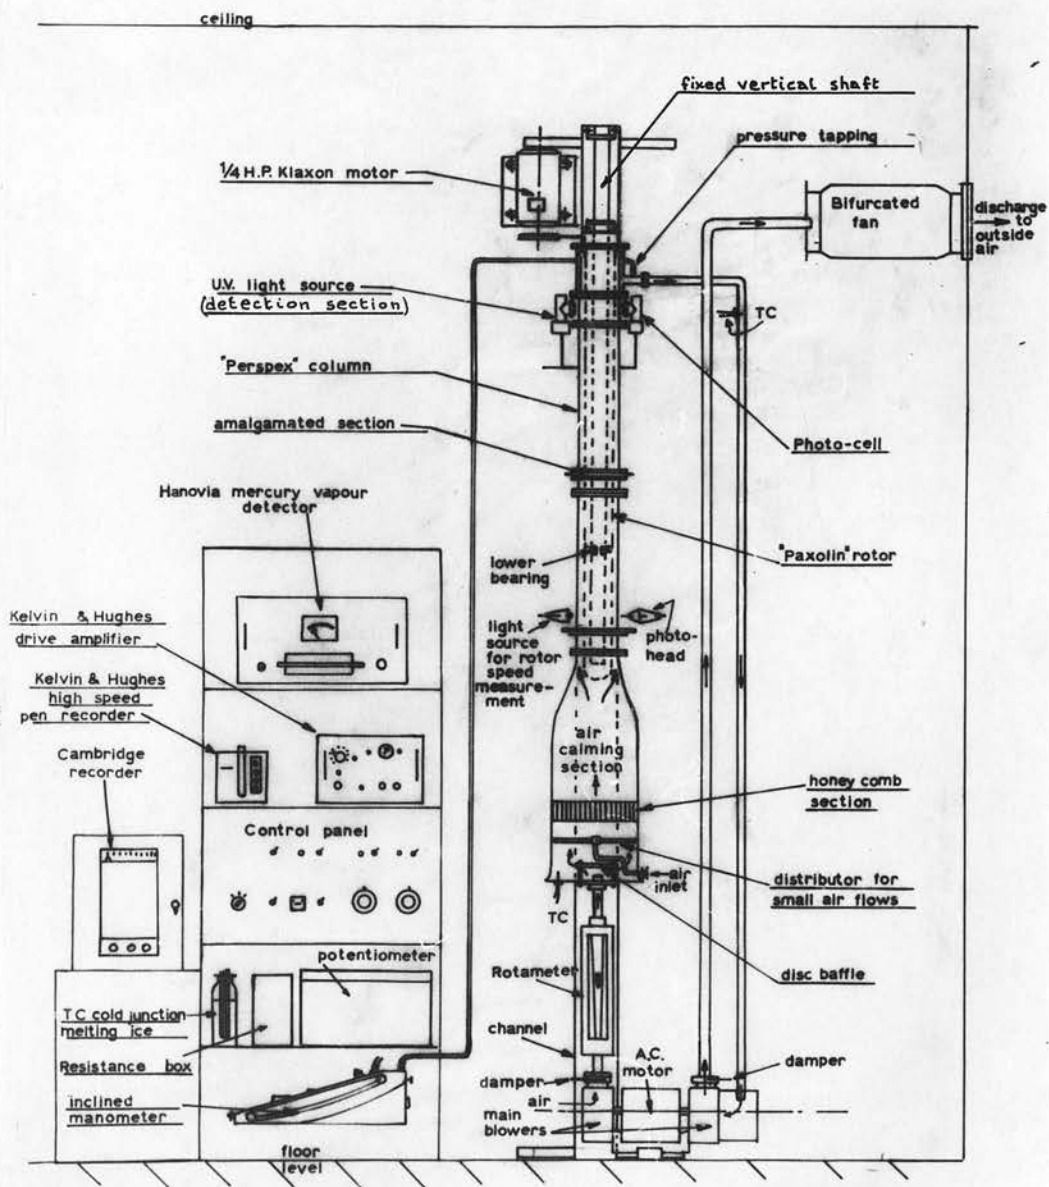 ceiling
fixed vertical shaft
pressure tapping
1/4 H.P. Klaxon motor
Bifurcated
fan
discharge
to
outside
air
U.V. light source
(detection section)
TC
"Perspex" column
amalgamated section
Photo-cell
Hanovia mercury vapour
detector
lower
bearing
"Paxolin" rotor
Kelvin & Hughes
drive amplifier
light
source
for rotor
speed
measure-
ment
photo-
head
Kelvin & Hughes
high speed
pen recorder
Cambridge
recorder
air
calming
section
honey comb
section
Control panel
air
inlet
TC
distributor for
small air flows
potentiometer
Rotameter
disc baffle
TC cold junction
melting ice
channel
Resistance box
A.C.
motor
damper
damper
inclined
manometer
air
main
blowers
floor
level